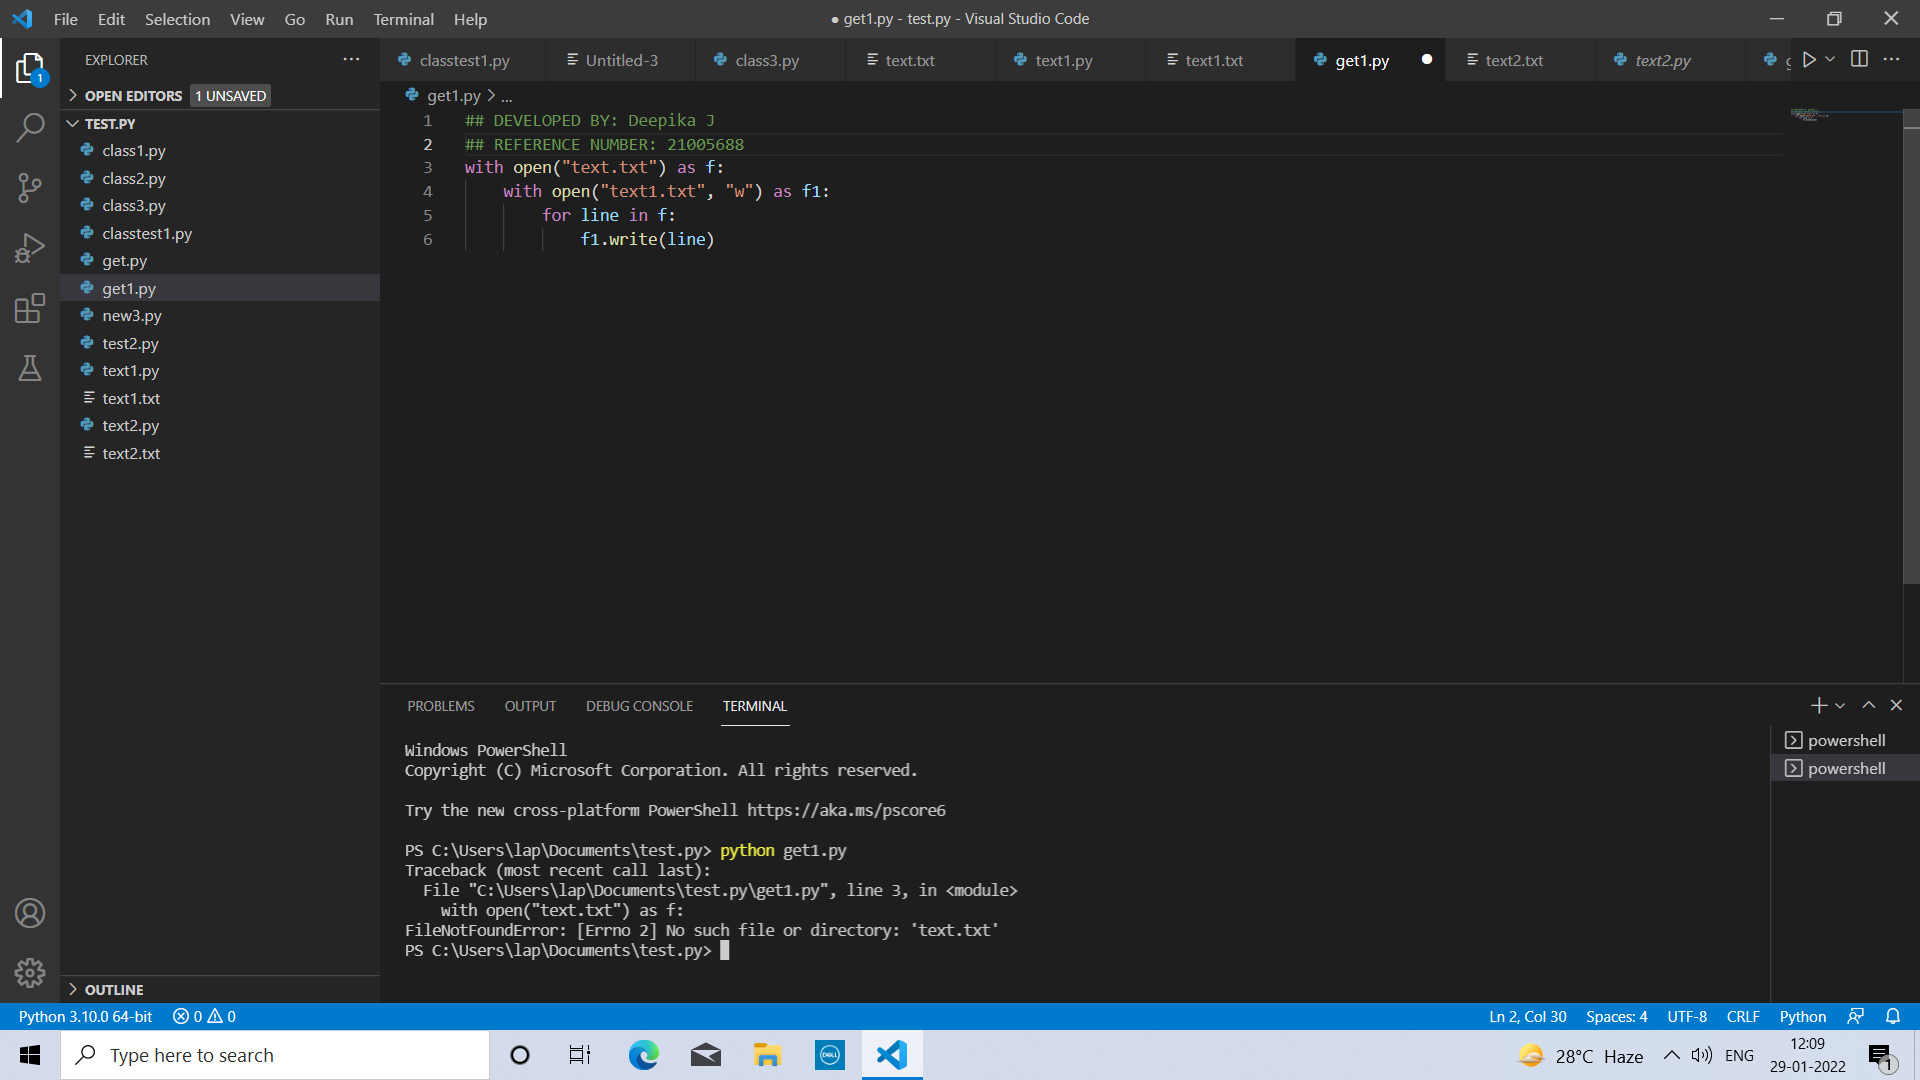 File Edit Selection View Go Run Terminal Help
● get1.py - test.py - Visual Studio Code
EXPLORER
classtest1.py Untitled-3 class3.py text.txt text1.py text1.txt get1.py text2.txt text2.py
1
OPEN EDITORS 1 UNSAVED
get1.py > ...
TEST.PY
class1.py
class2.py
class3.py
classtest1.py
get.py
get1.py
new3.py
test2.py
text1.py
text1.txt
text2.py
text2.txt
OUTLINE
1 ## DEVELOPED BY: Deepika J
2 ## REFERENCE NUMBER: 21005688
3 with open("text.txt") as f:
4 with open("text1.txt", "w") as f1:
5 for line in f:
6 f1.write(line)
PROBLEMS OUTPUT DEBUG CONSOLE TERMINAL
Windows PowerShell
Copyright (C) Microsoft Corporation. All rights reserved.
Try the new cross-platform PowerShell https://aka.ms/pscore6
PS C:\Users\lap\Documents\test.py> python get1.py
Traceback (most recent call last):
File "C:\Users\lap\Documents\test.py\get1.py", line 3, in <module>
with open("text.txt") as f:
FileNotFoundError: [Errno 2] No such file or directory: 'text.txt'
PS C:\Users\lap\Documents\test.py>
powershell
powershell
Python 3.10.0 64-bit 0 0 Ln 2, Col 30 Spaces: 4 UTF-8 CRLF Python
Type here to search
DELL
28°C Haze ENG
12:09
29-01-2022
1